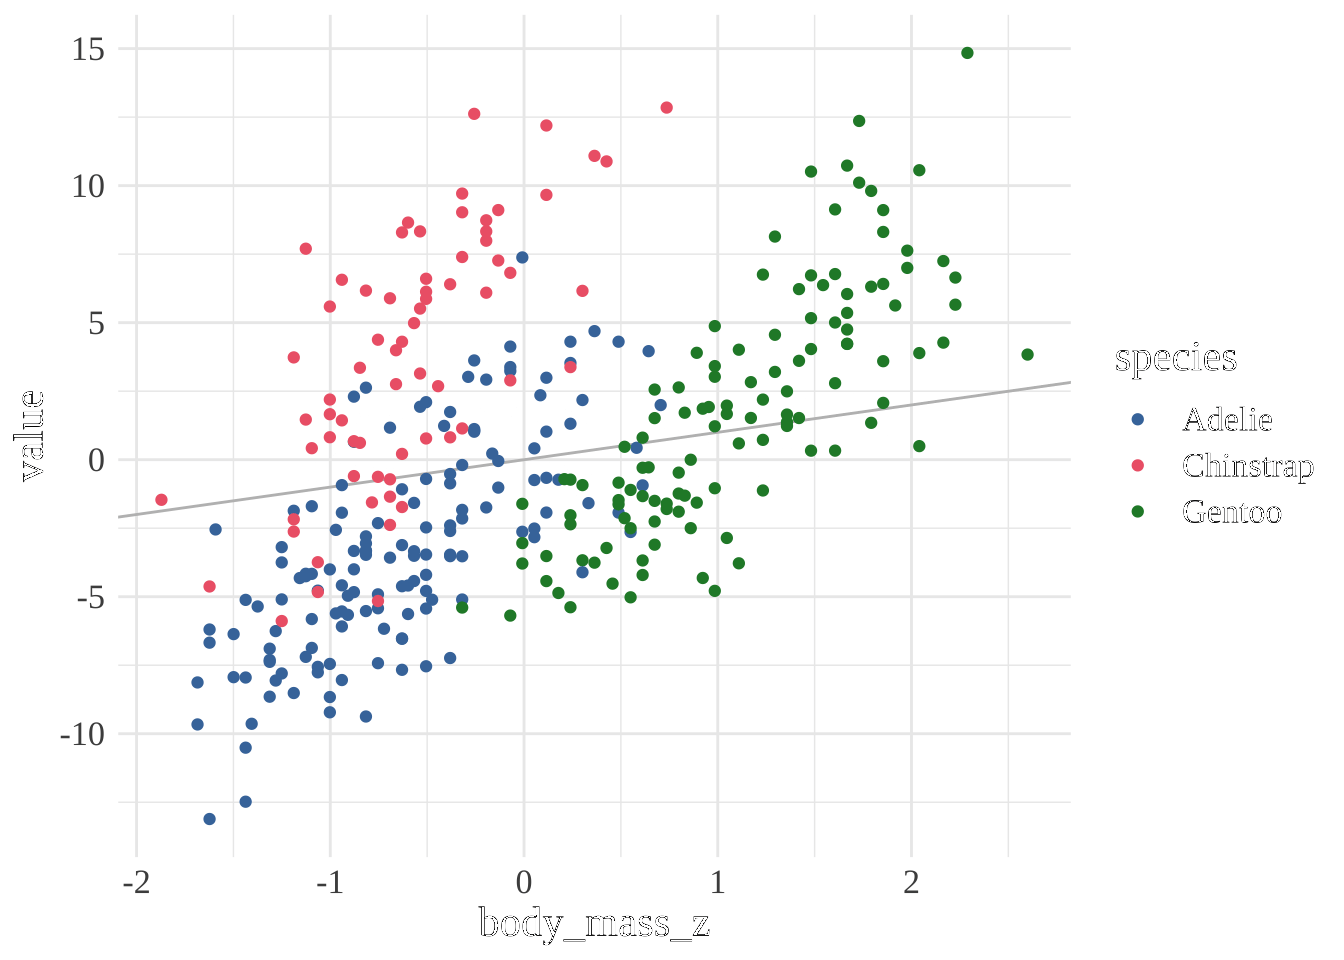 15
10
5
0
-5
-10
value
-2 -1 0 1 2
body_mass_z
species
Adelie
Chinstrap
Gentoo